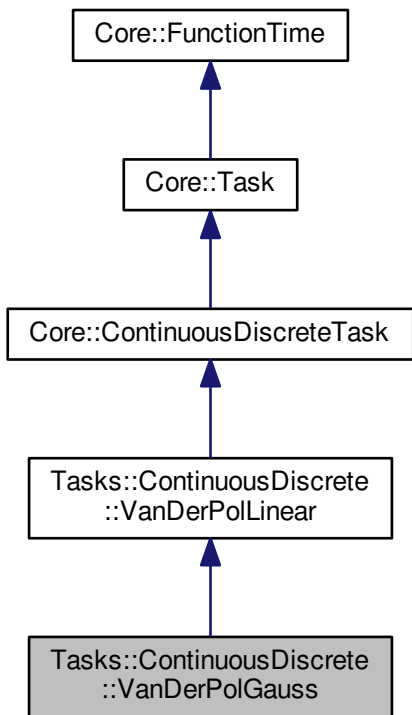 Core::FunctionTime
Core::Task
Core::ContinuousDiscreteTask
Tasks::ContinuousDiscrete
::VanDerPolLinear
Tasks::ContinuousDiscrete
::VanDerPolGauss